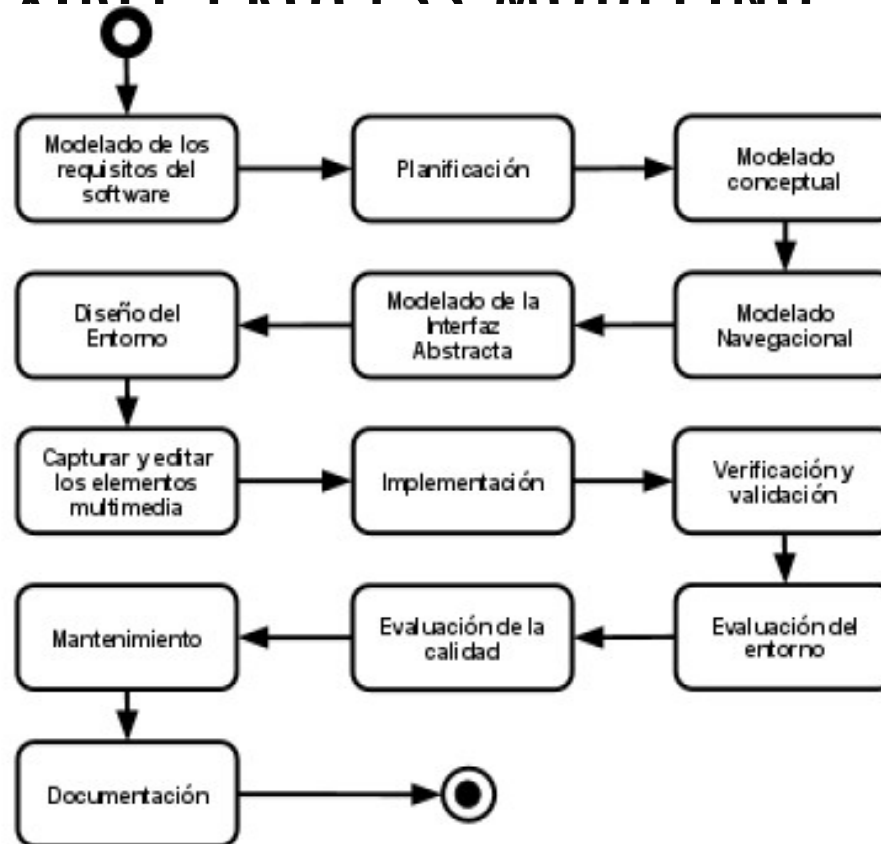 Modelado de los
requisitos del
software
Planificación
Modelado
conceptual
Diseño del
Entorno
Modelado de la
Interfaz
Abstracta
Modelado
Navegacional
Capturar y editar
los elementos
multimedia
Implementación
Verificación y
validación
Mantenimiento
Evaluación de la
calidad
Evaluación del
entorno
Documentación